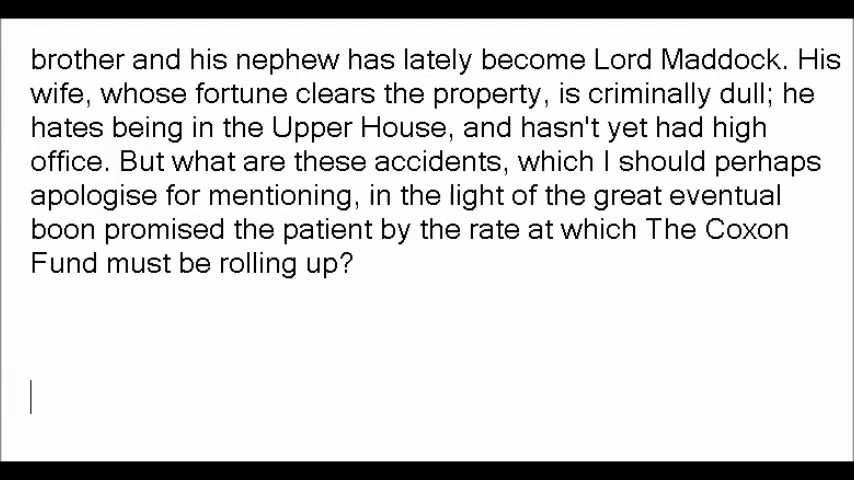 brother and his nephew has lately become Lord Maddock. His
wife, whose fortune clears the property, is criminally dull; he
hates being in the Upper House, and hasn't yet had high
office. But what are these accidents, which I should perhaps
apologise for mentioning, in the light of the great eventual
boon promised the patient by the rate at which The Coxon
Fund must be rolling up?